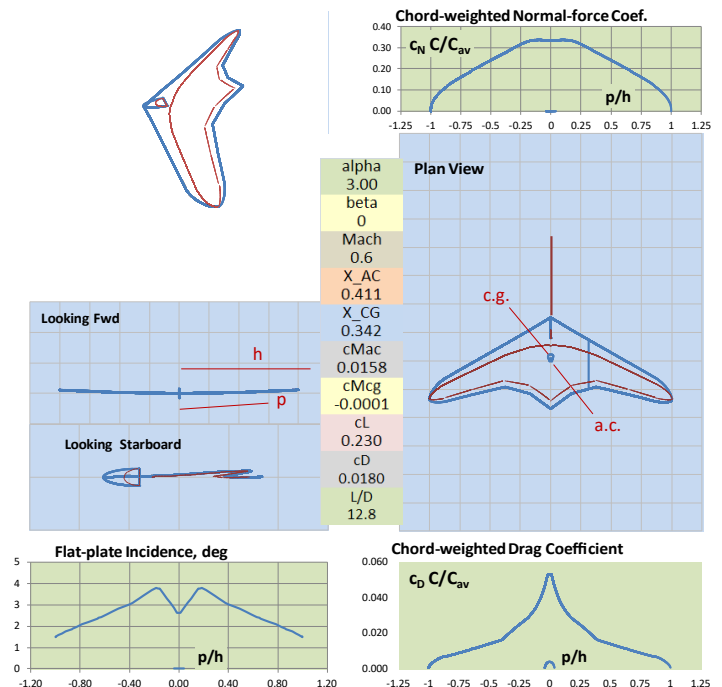 Chord-weighted Normal-force Coef.
0.40
0.30
0.20
0.10
0.00
cN C/Cav
p/h
-1.25 -1 -0.75 -0.5 -0.25 0 0.25 0.5 0.75 1 1.25
alpha
3.00
beta
0
Mach
0.6
X_AC
0.411
X_CG
0.342
cMac
0.0158
cMcg
-0.0001
cL
0.230
cD
0.0180
L/D
12.8
Plan View
c.g.
a.c.
Looking Fwd
h
p
Looking Starboard
Flat-plate Incidence, deg
5
4
3
2
1
0
p/h
-1.20 -0.80 -0.40 0.00 0.40 0.80 1.20
Chord-weighted Drag Coefficient
0.060
0.040
0.020
0.000
cD C/Cav
p/h
-1.25 -1 -0.75 -0.5 -0.25 0 0.25 0.5 0.75 1 1.25